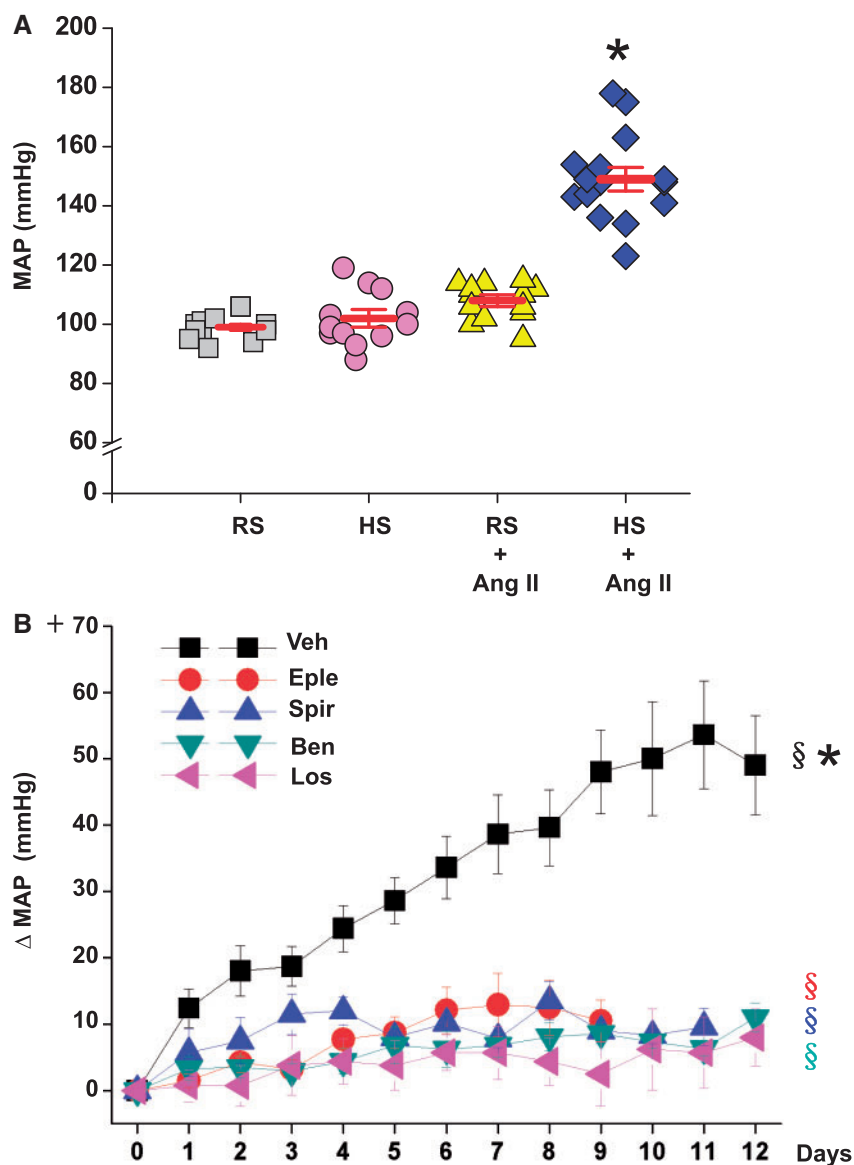 A
200
180
160
140
120
100
80
60
0
MAP (mmHg)
*
RS
HS
RS
+
Ang II
HS
+
Ang II
B
+ 70
60
50
40
30
20
10
0
Δ MAP (mmHg)
Veh
Eple
Spir
Ben
Los
§ *
§
§
§
0 1 2 3 4 5 6 7 8 9 10 11 12 Days